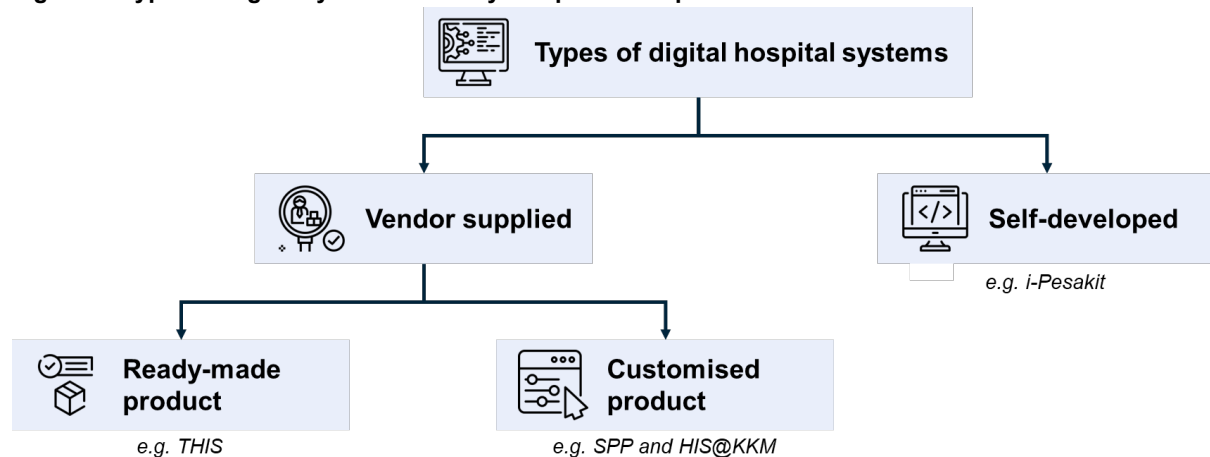 Types of digital hospital systems
Vendor supplied
Self-developed
e.g. i-Pesakit
Ready-made
product
Customised
product
e.g. THIS
e.g. SPP and HIS@KKM